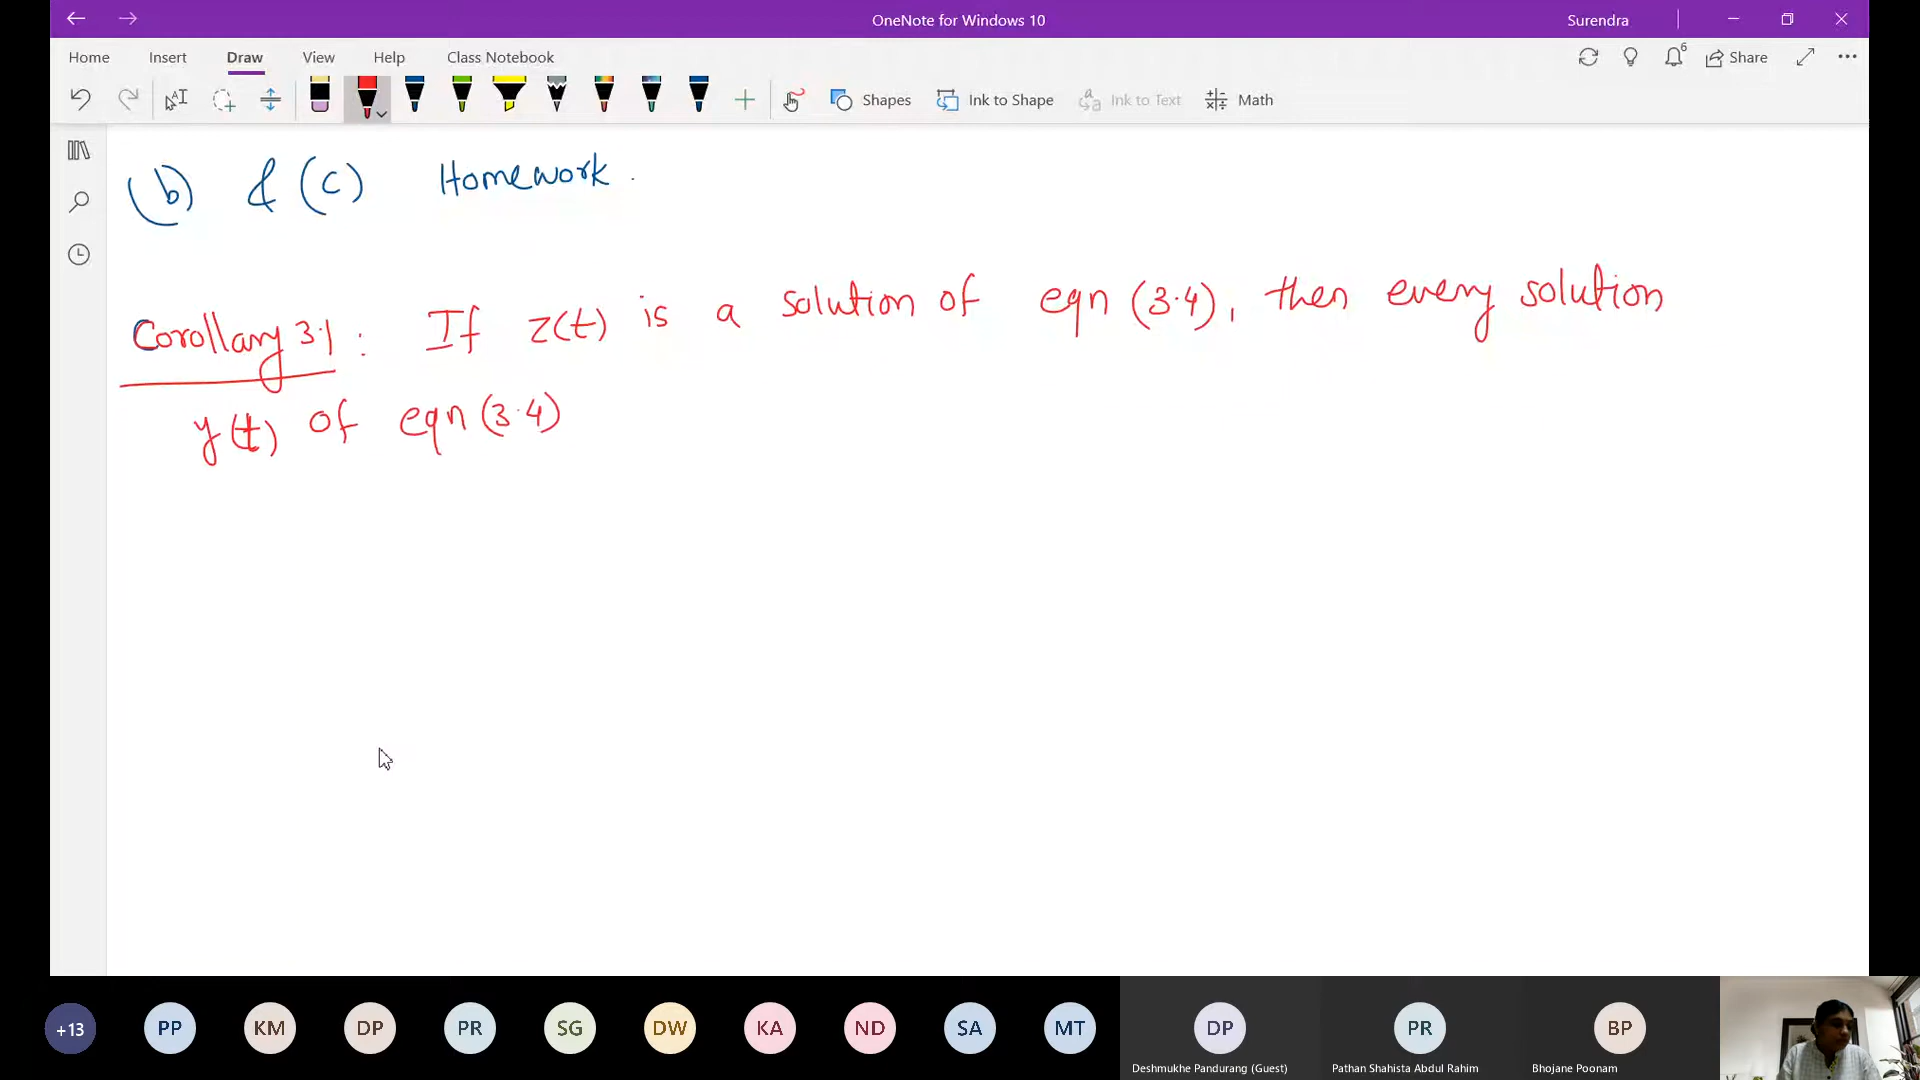 OneNote for Windows 10
Surendra
Home Insert Draw View Help Class Notebook
6
Share
Shapes Ink to Shape Ink to Text Math
(b) & (c) Homework.
Corollary 3.1 : If z(t) is a solution of eqn (3.4), then every solution
y(t) of eqn (3.4)
+13 PP KM DP PR SG DW KA ND SA MT DP PR BP
Deshmukhe Pandurang (Guest) Pathan Shahista Abdul Rahim Bhojane Poonam